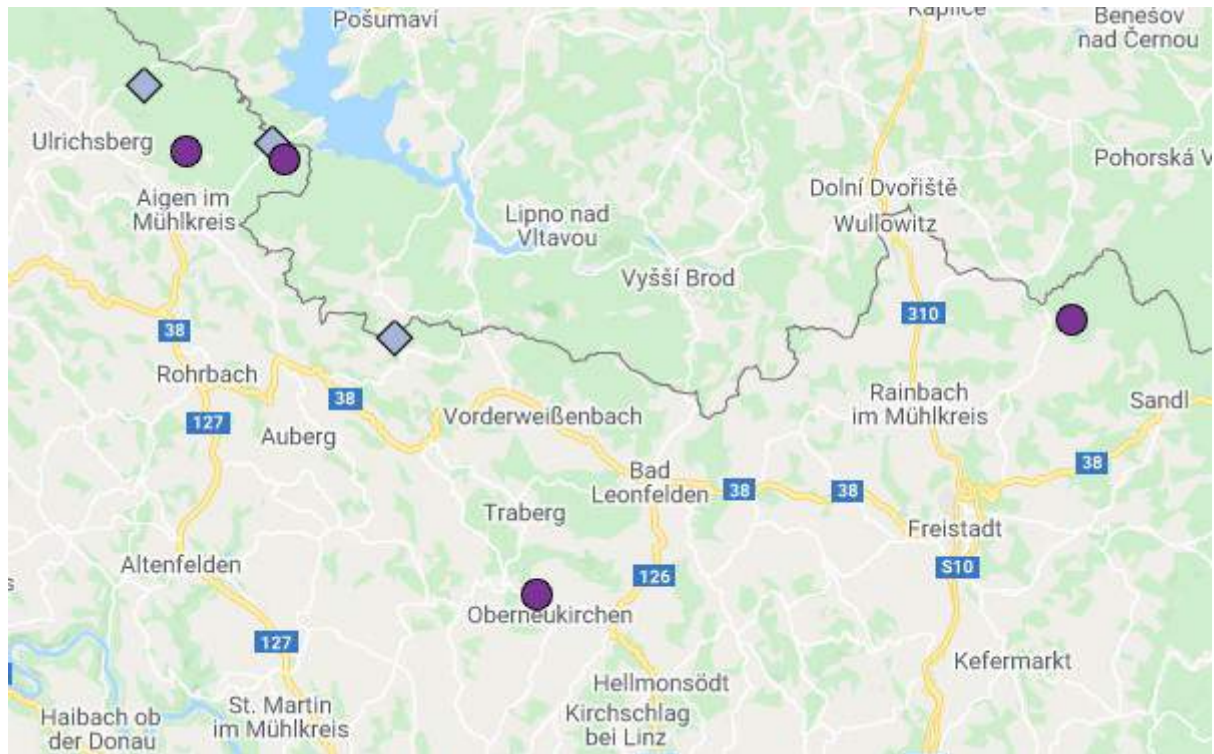 Pošumaví
Kaplice
Benešov
nad Černou
Ulrichsberg
Pohorská V
Aigen im
Mühlkreis
Dolní Dvořiště
Lipno nad
Vltavou
Wullowitz
Vyšší Brod
38
310
Rohrbach
38
Rainbach
im Mühlkreis
Sandl
127
Auberg
Vorderweißenbach
Bad
Leonfelden
38
38
38
Traberg
Freistadt
Altenfelden
126
S10
Oberneukirchen
127
Kefermarkt
Hellmonsödt
St. Martin
im Mühlkreis
Haibach ob
der Donau
Kirchschlag
bei Linz